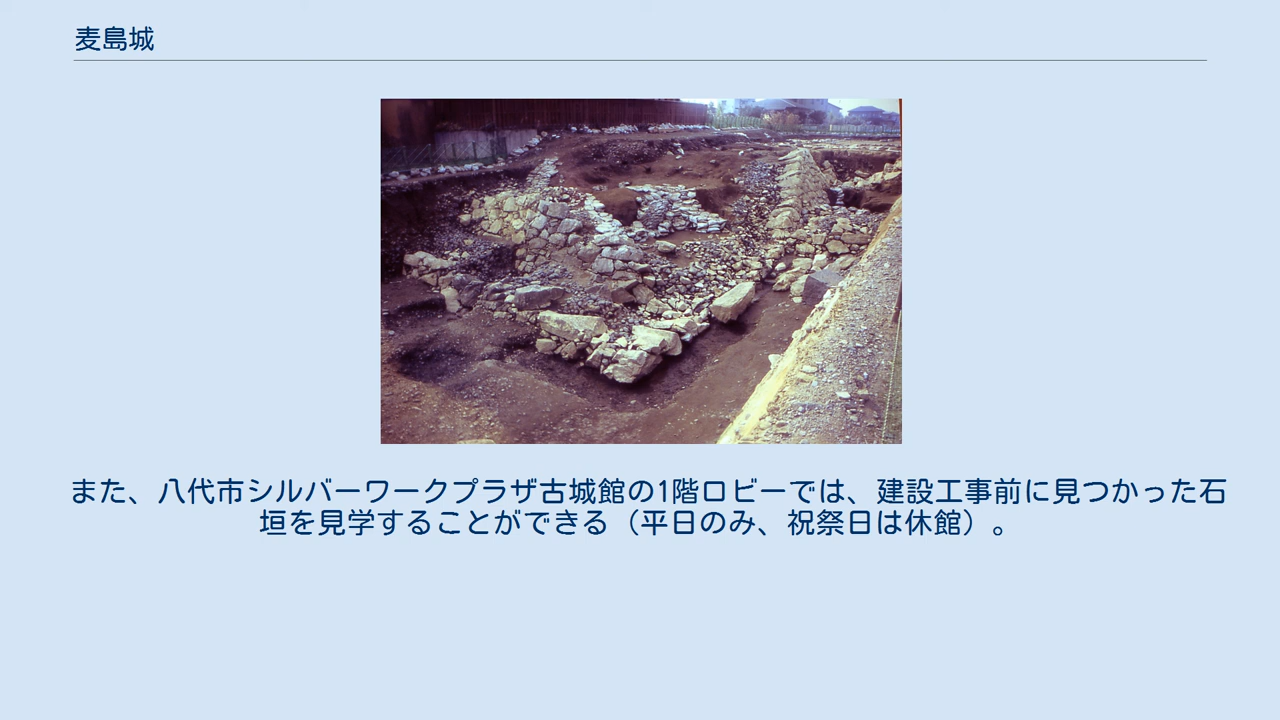 麦島城
また、八代市シルバーワークプラザ古城館の1階ロビーでは、建設工事前に見つかった石
垣を見学することができる（平日のみ、祝祭日は休館）。